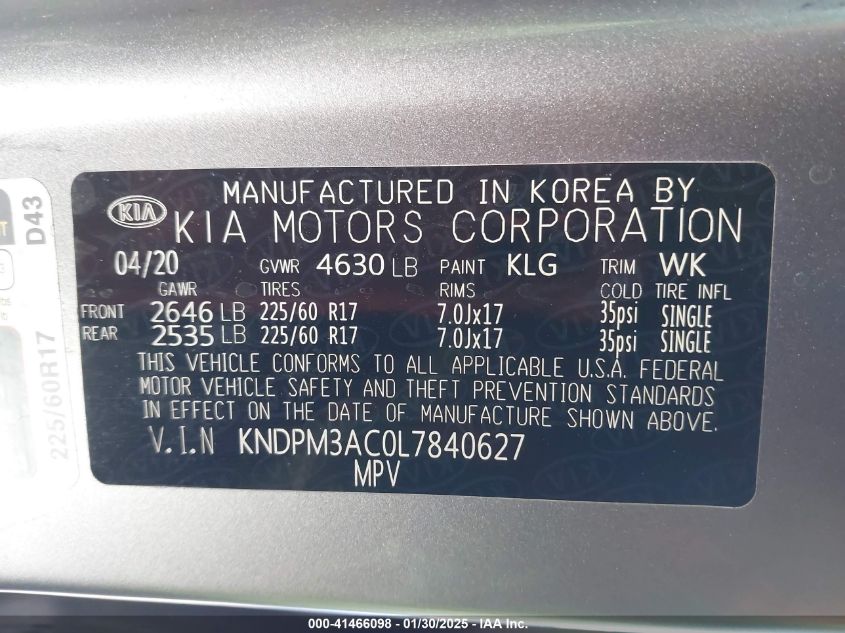 MANUFACTURED IN KOREA BY
KIA KIA MOTORS CORPORATION
04/20 GVWR 4630 LB PAINT KLG TRIM WK
GAWR TIRES RIMS COLD TIRE INFL
FRONT 2646 LB 225/60 R17 7.0Jx17 35psi SINGLE
REAR 2535 LB 225/60 R17 7.0Jx17 35psi SINGLE
THIS VEHICLE CONFORMS TO ALL APPLICABLE U.S.A. FEDERAL
MOTOR VEHICLE SAFETY AND THEFT PREVENTION STANDARDS
IN EFFECT ON THE DATE OF MANUFACTURE SHOWN ABOVE.
V.I.N KNDPM3AC0L7840627
MPV
D43
225/60R17
000-41466098 - 01/30/2025 - IAA Inc.